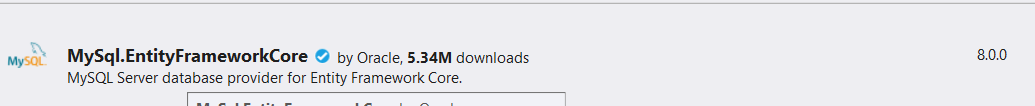 MySQL
MySql.EntityFrameworkCore by Oracle, 5.34M downloads
8.0.0
MySQL Server database provider for Entity Framework Core.